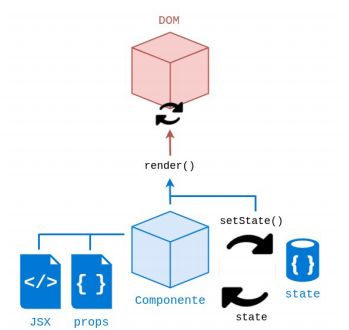 DOM
render()
setState()
</>
{ }
{ }
Componente
state
state
JSX
props